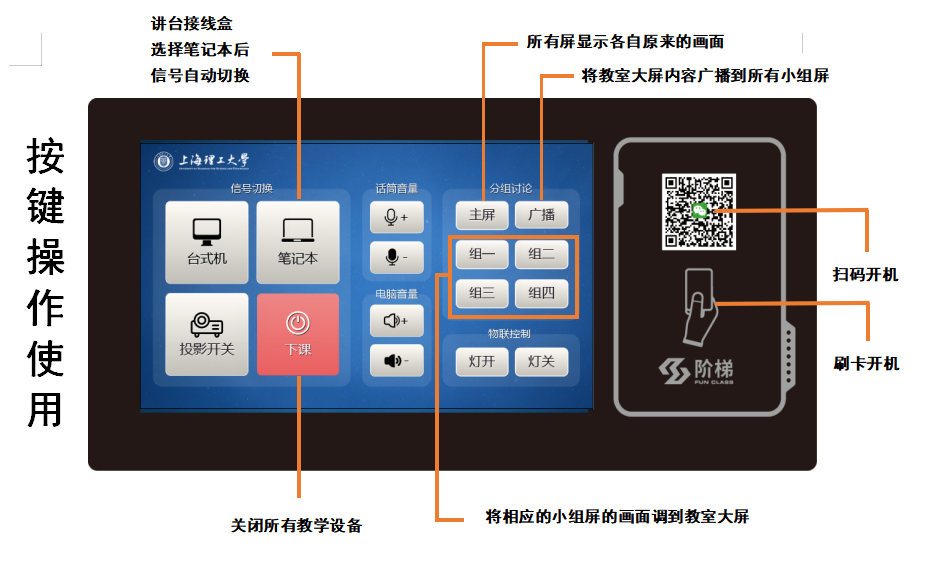 按键操作使用
讲台接线盒
选择笔记本后
信号自动切换
所有屏显示各自原来的画面
将教室大屏内容广播到所有小组屏
上海理工大學
信号切换
台式机
笔记本
投影开关
下课
话筒音量
+
-
电脑音量
+
-
分组讨论
主屏
广播
组一
组二
组三
组四
物联控制
灯开
灯关
阶梯
FUN CLASS
扫码开机
刷卡开机
关闭所有教学设备
将相应的小组屏的画面调到教室大屏